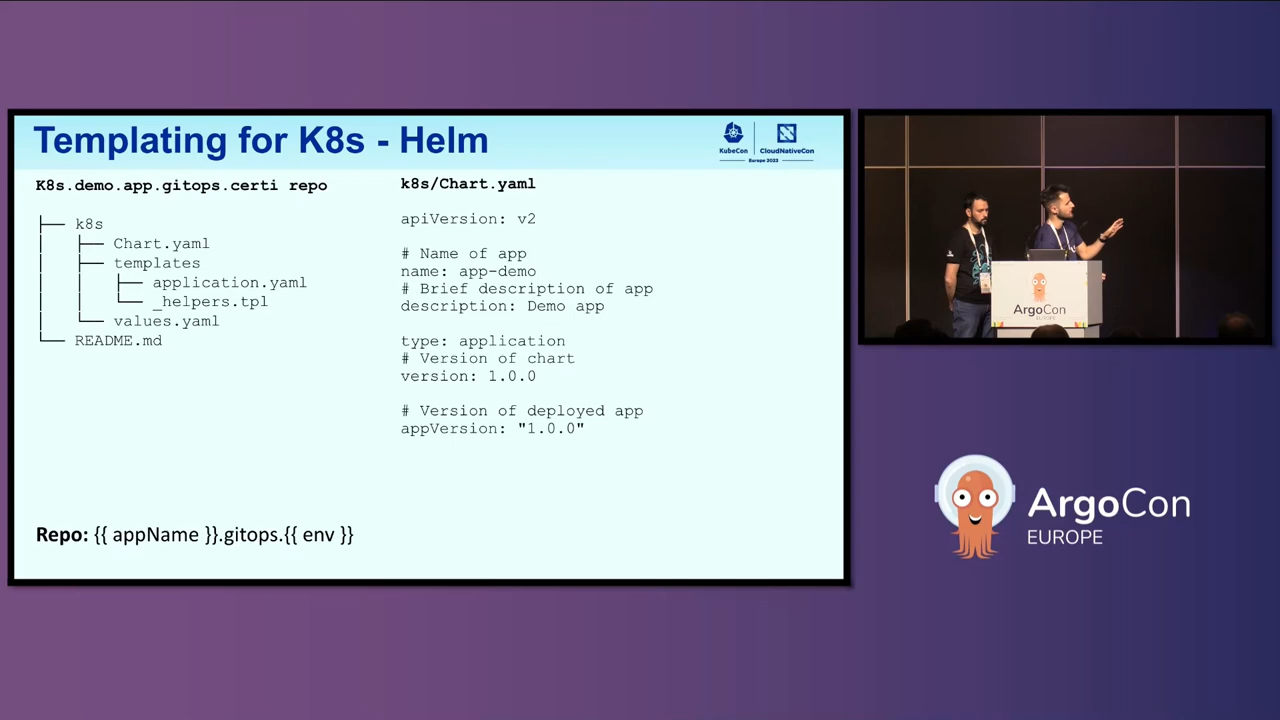 Templating for K8s - Helm
KubeCon
CloudNativeCon
Europe 2023
K8s.demo.app.gitops.certi repo
├── k8s
│   ├── Chart.yaml
│   ├── templates
│   │   ├── application.yaml
│   │   └── _helpers.tpl
│   └── values.yaml
└── README.md
k8s/Chart.yaml
apiVersion: v2
# Name of app
name: app-demo
# Brief description of app
description: Demo app
type: application
# Version of chart
version: 1.0.0
# Version of deployed app
appVersion: "1.0.0"
Repo: {{ appName }}.gitops.{{ env }}
ArgoCon
EUROPE
ArgoCon
EUROPE